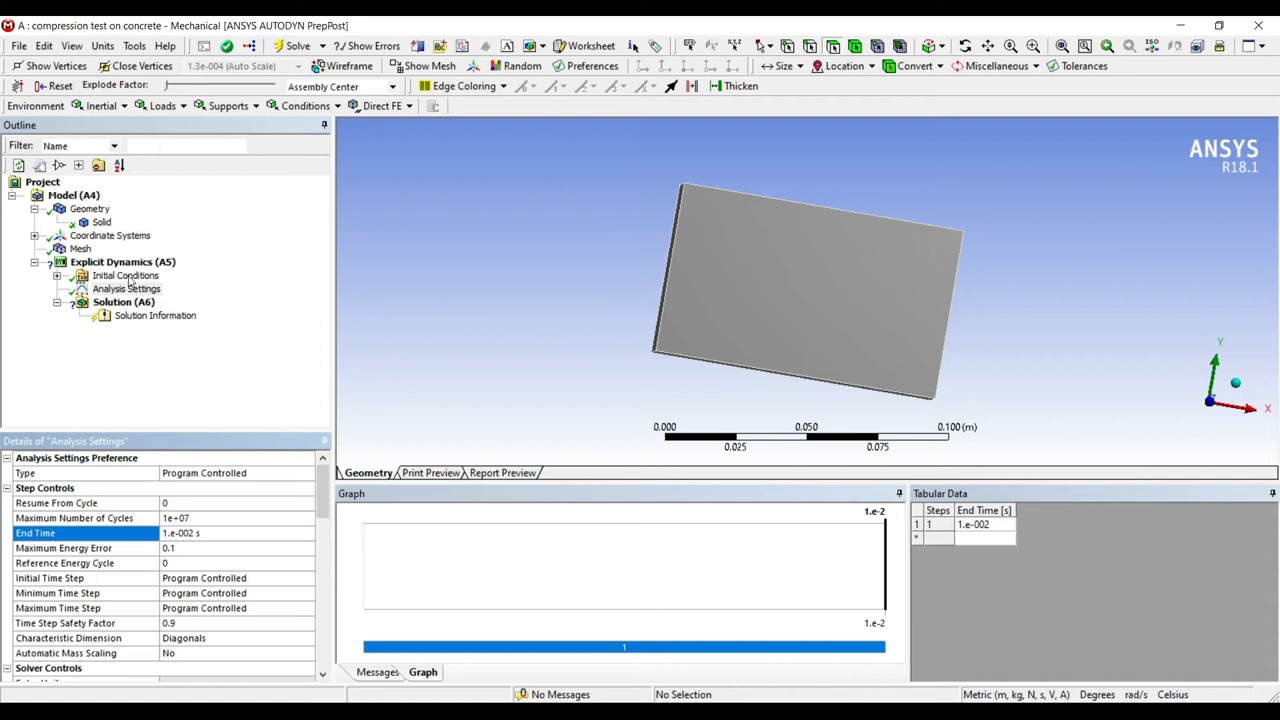 A : compression test on concrete - Mechanical [ANSYS AUTODYN PrepPost]
File Edit View Units Tools Help Solve ?/ Show Errors Worksheet
Show Vertices Close Vertices 1.3e-004 (Auto Scale) Wireframe Show Mesh Random Preferences Size Location Convert Miscellaneous Tolerances
Reset Explode Factor: Assembly Center Edge Coloring Thicken
Environment Inertial Loads Supports Conditions Direct FE
Outline
Filter: Name
Project
Model (A4)
Geometry
Solid
Coordinate Systems
Mesh
Explicit Dynamics (A5)
Initial Conditions
Analysis Settings
Solution (A6)
Solution Information
ANSYS
R18.1
Y
X
0.000 0.050 0.100 (m)
0.025 0.075
Geometry Print Preview Report Preview
Details of "Analysis Settings"
Analysis Settings Preference
Type Program Controlled
Step Controls
Resume From Cycle 0
Maximum Number of Cycles 1e+07
End Time 1.e-002 s
Maximum Energy Error 0.1
Reference Energy Cycle 0
Initial Time Step Program Controlled
Minimum Time Step Program Controlled
Maximum Time Step Program Controlled
Time Step Safety Factor 0.9
Characteristic Dimension Diagonals
Automatic Mass Scaling No
Solver Controls
Graph
1.e-2
1.e-2
1
Messages Graph
Tabular Data
Steps End Time [s]
1 1 1.e-002
*
No Messages No Selection Metric (m, kg, N, s, V, A) Degrees rad/s Celsius